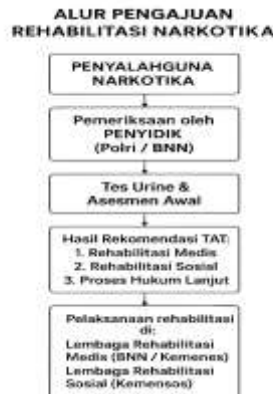 ALUR PENGAJUAN
REHABILITASI NARKOTIKA
PENYALAHGUNA
NARKOTIKA
Pemeriksaan oleh
PENYIDIK
(Polri / BNN)
Tes Urine &
Asesmen Awal
Hasil Rekomendasi TAT:
1. Rehabilitasi Medis
2. Rehabilitasi Sosial
3. Proses Hukum Lanjut
Pelaksanaan rehabilitasi
di:
Lembaga Rehabilitasi
Medis (BNN / Kemenes)
Lembaga Rehabilitasi
Sosial (Kemensos)